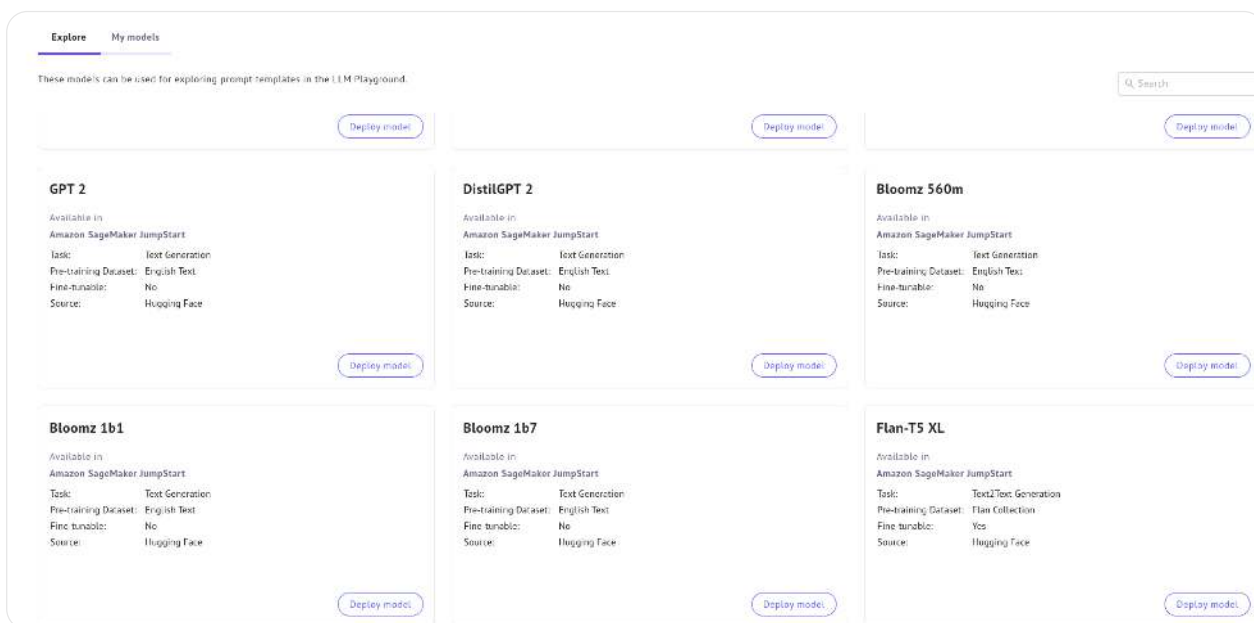 Explore My models
These models can be used for exploring prompt templates in the LLM Playground.
Search
Deploy model Deploy model Deploy model
GPT 2
Available in
Amazon SageMaker JumpStart
Task: Text Generation
Pre-training Dataset: English Text
Fine-tunable: No
Source: Hugging Face
Deploy model
DistilGPT 2
Available in
Amazon SageMaker JumpStart
Task: Text Generation
Pre-training Dataset: English Text
Fine-tunable: No
Source: Hugging Face
Deploy model
Bloomz 560m
Available in
Amazon SageMaker JumpStart
Task: Text Generation
Pre-training Dataset: English Text
Fine-tunable: No
Source: Hugging Face
Deploy model
Bloomz 1b1
Available in
Amazon SageMaker JumpStart
Task: Text Generation
Pre-training Dataset: English Text
Fine-tunable: No
Source: Hugging Face
Deploy model
Bloomz 1b7
Available in
Amazon SageMaker JumpStart
Task: Text Generation
Pre-training Dataset: English Text
Fine-tunable: No
Source: Hugging Face
Deploy model
Flan-T5 XL
Available in
Amazon SageMaker JumpStart
Task: Text2Text Generation
Pre-training Dataset: Flan Collection
Fine-tunable: Yes
Source: Hugging Face
Deploy model